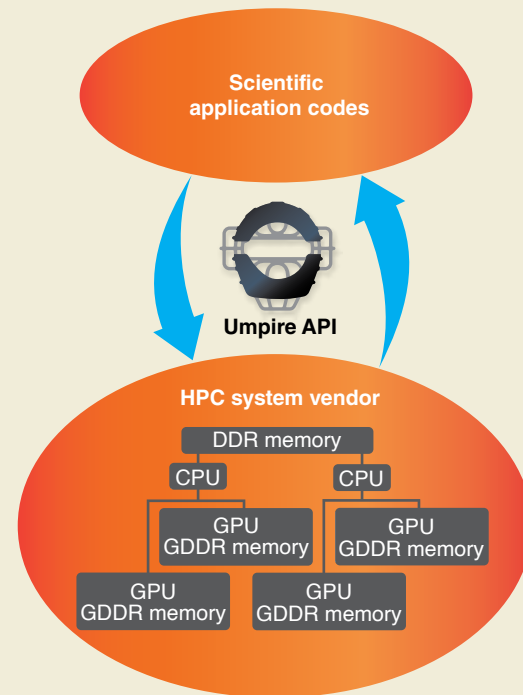 Scientific
application codes
Umpire API
HPC system vendor
DDR memory
CPU
CPU
GPU
GDDR memory
GPU
GDDR memory
GPU
GDDR memory
GPU
GDDR memory